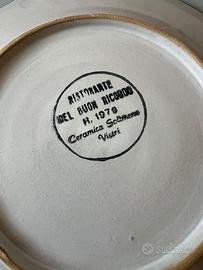 RISTORANTE
DEL BUON RICORDO
H. 1979
Ceramica Solimene
Vietri
subito